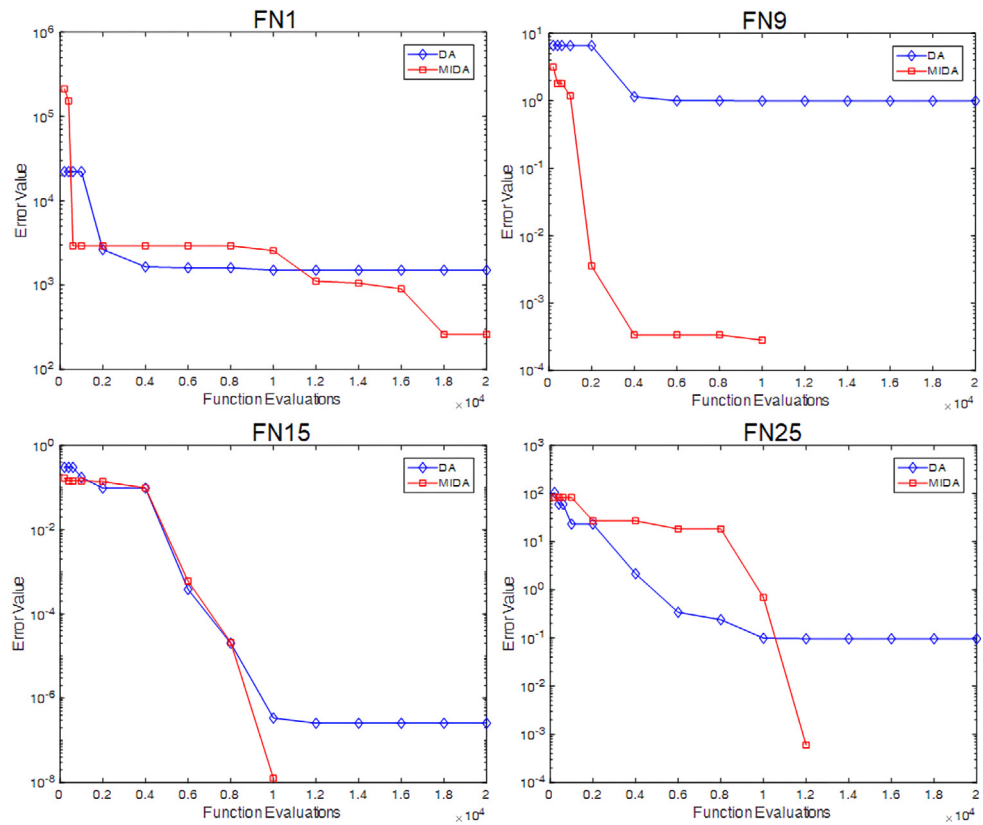 FN1
10^6
10^5
10^4
10^3
10^2
Error Value
DA
MIDA
0 0.2 0.4 0.6 0.8 1 1.2 1.4 1.6 1.8 2
Function Evaluations
× 10^4
FN9
10^1
10^0
10^-1
10^-2
10^-3
10^-4
Error Value
DA
MIDA
0 0.2 0.4 0.6 0.8 1 1.2 1.4 1.6 1.8 2
Function Evaluations
× 10^4
FN15
10^0
10^-2
10^-4
10^-6
10^-8
Error Value
DA
MIDA
0 0.2 0.4 0.6 0.8 1 1.2 1.4 1.6 1.8 2
Function Evaluations
× 10^4
FN25
10^3
10^2
10^1
10^0
10^-1
10^-2
10^-3
10^-4
Error Value
DA
MIDA
0 0.2 0.4 0.6 0.8 1 1.2 1.4 1.6 1.8 2
Function Evaluations
× 10^4